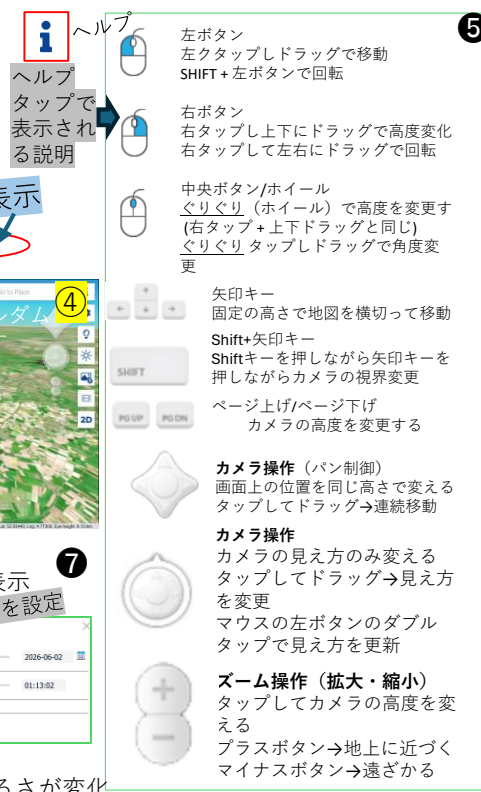 ヘルプ
ヘルプ
タップで
表示され
る説明
表示
❺
左ボタン
左クタップしドラッグで移動
SHIFT + 左ボタンで回転
右ボタン
右タップし上下にドラッグで高度変化
右タップして左右にドラッグで回転
中央ボタン/ホイール
ぐりぐり（ホイール）で高度を変更す
(右タップ + 上下ドラッグと同じ)
ぐりぐり タップしドラッグで角度変
更
矢印キー
固定の高さで地図を横切って移動
Shift+矢印キー
Shiftキーを押しながら矢印キーを
押しながらカメラの視界変更
SHIFT
ページ上げ/ページ下げ
カメラの高度を変更する
PG UP
PG DN
カメラ操作（パン制御）
画面上の位置を同じ高さで変える
タップしてドラッグ→連続移動
カメラ操作
カメラの見え方のみ変える
タップしてドラッグ→見え方
を変更
マウスの左ボタンのダブル
タップで見え方を更新
ズーム操作（拡大・縮小）
タップしてカメラの高度を変
える
プラスボタン→地上に近づく
マイナスボタン→遠ざかる
Go to Place
④
ンダム
2D
❼
表示
を設定
2026-06-02
01:13:02
るさが変化